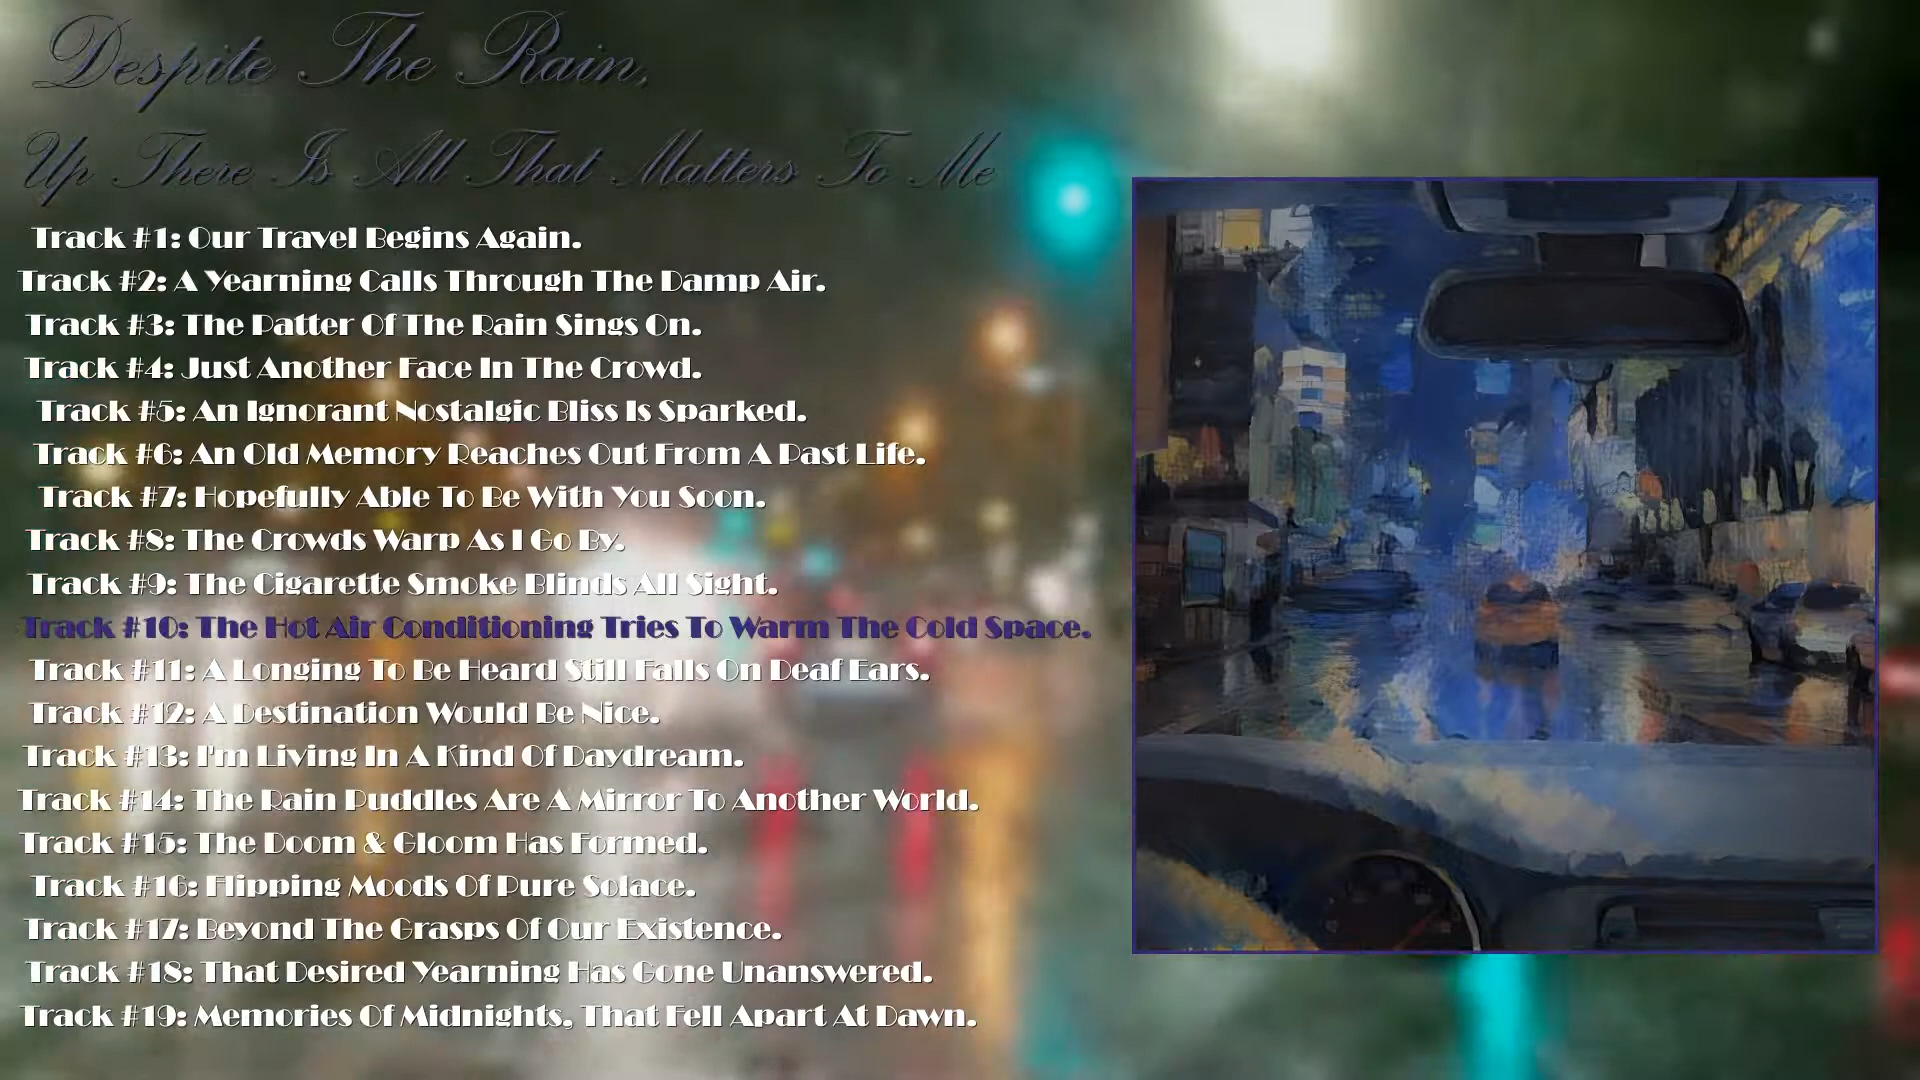 Despite The Rain,
Up There Is All That Matters To Me
Track #1: Our Travel Begins Again.
Track #2: A Yearning Calls Through The Damp Air.
Track #3: The Patter Of The Rain Sings On.
Track #4: Just Another Face In The Crowd.
Track #5: An Ignorant Nostalgic Bliss Is Sparked.
Track #6: An Old Memory Reaches Out From A Past Life.
Track #7: Hopefully Able To Be With You Soon.
Track #8: The Crowds Warp As I Go By.
Track #9: The Cigarette Smoke Blinds All Sight.
Track #10: The Hot Air Conditioning Tries To Warm The Cold Space.
Track #11: A Longing To Be Heard Still Falls On Deaf Ears.
Track #12: A Destination Would Be Nice.
Track #13: I'm Living In A Kind Of Daydream.
Track #14: The Rain Puddles Are A Mirror To Another World.
Track #15: The Doom & Gloom Has Formed.
Track #16: Flipping Moods Of Pure Solace.
Track #17: Beyond The Grasps Of Our Existence.
Track #18: That Desired Yearning Has Gone Unanswered.
Track #19: Memories Of Midnights, That Fell Apart At Dawn.